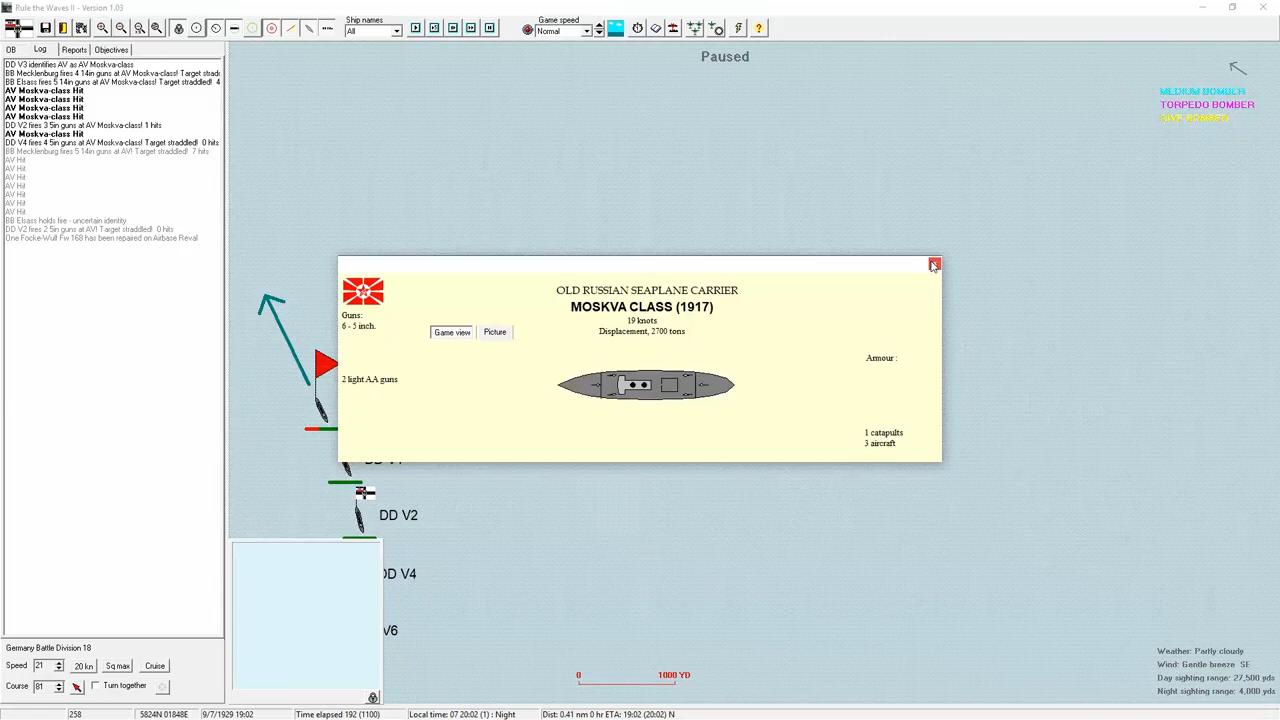 Rule the Waves II - Version 1.03
Ship names
All
Game speed
Normal
OB Log Reports Objectives
Paused
MEDIUM BOMBER
TORPEDO BOMBER
DIVE BOMBER
DD V3 identifies AV as AV Moskva-class
BB Mecklenburg fires 4 14in guns at AV Moskva-class! Target stradd
BB Elsass fires 5 14in guns at AV Moskva-class! Target straddled! 4
AV Moskva-class Hit
AV Moskva-class Hit
AV Moskva-class Hit
AV Moskva-class Hit
DD V2 fires 3 5in guns at AV Moskva-class! 1 hits
AV Moskva-class Hit
DD V4 fires 4 5in guns at AV Moskva-class! Target straddled! 0 hits
BB Mecklenburg fires 5 14in guns at AV! Target straddled! 7 hits
AV Hit
AV Hit
AV Hit
AV Hit
AV Hit
AV Hit
AV Hit
BB Elsass holds fire - uncertain identity
DD V2 fires 2 5in guns at AV! Target straddled! 0 hits
One Focke-Wulf Fw 168 has been repaired on Airbase Reval
OLD RUSSIAN SEAPLANE CARRIER
MOSKVA CLASS (1917)
19 knots
Displacement, 2700 tons
Guns:
6 - 5 inch.
Game view Picture
Armour :
2 light AA guns
1 catapults
3 aircraft
DD V2
DD V4
V6
Germany Battle Division 18
Speed 21 20 kn Sq max Cruise
Course 81 Turn together
0 1000 YD
Weather: Partly cloudy
Wind: Gentle breeze SE
Day sighting range: 27,500 yds
Night sighting range: 4,000 yds
258 5824N 01848E 9/7/1929 19:02 Time elapsed 192 (1100) Local time: 07 20:02 (1) : Night Dist: 0.41 nm 0 hr ETA: 19:02 (20:02) N